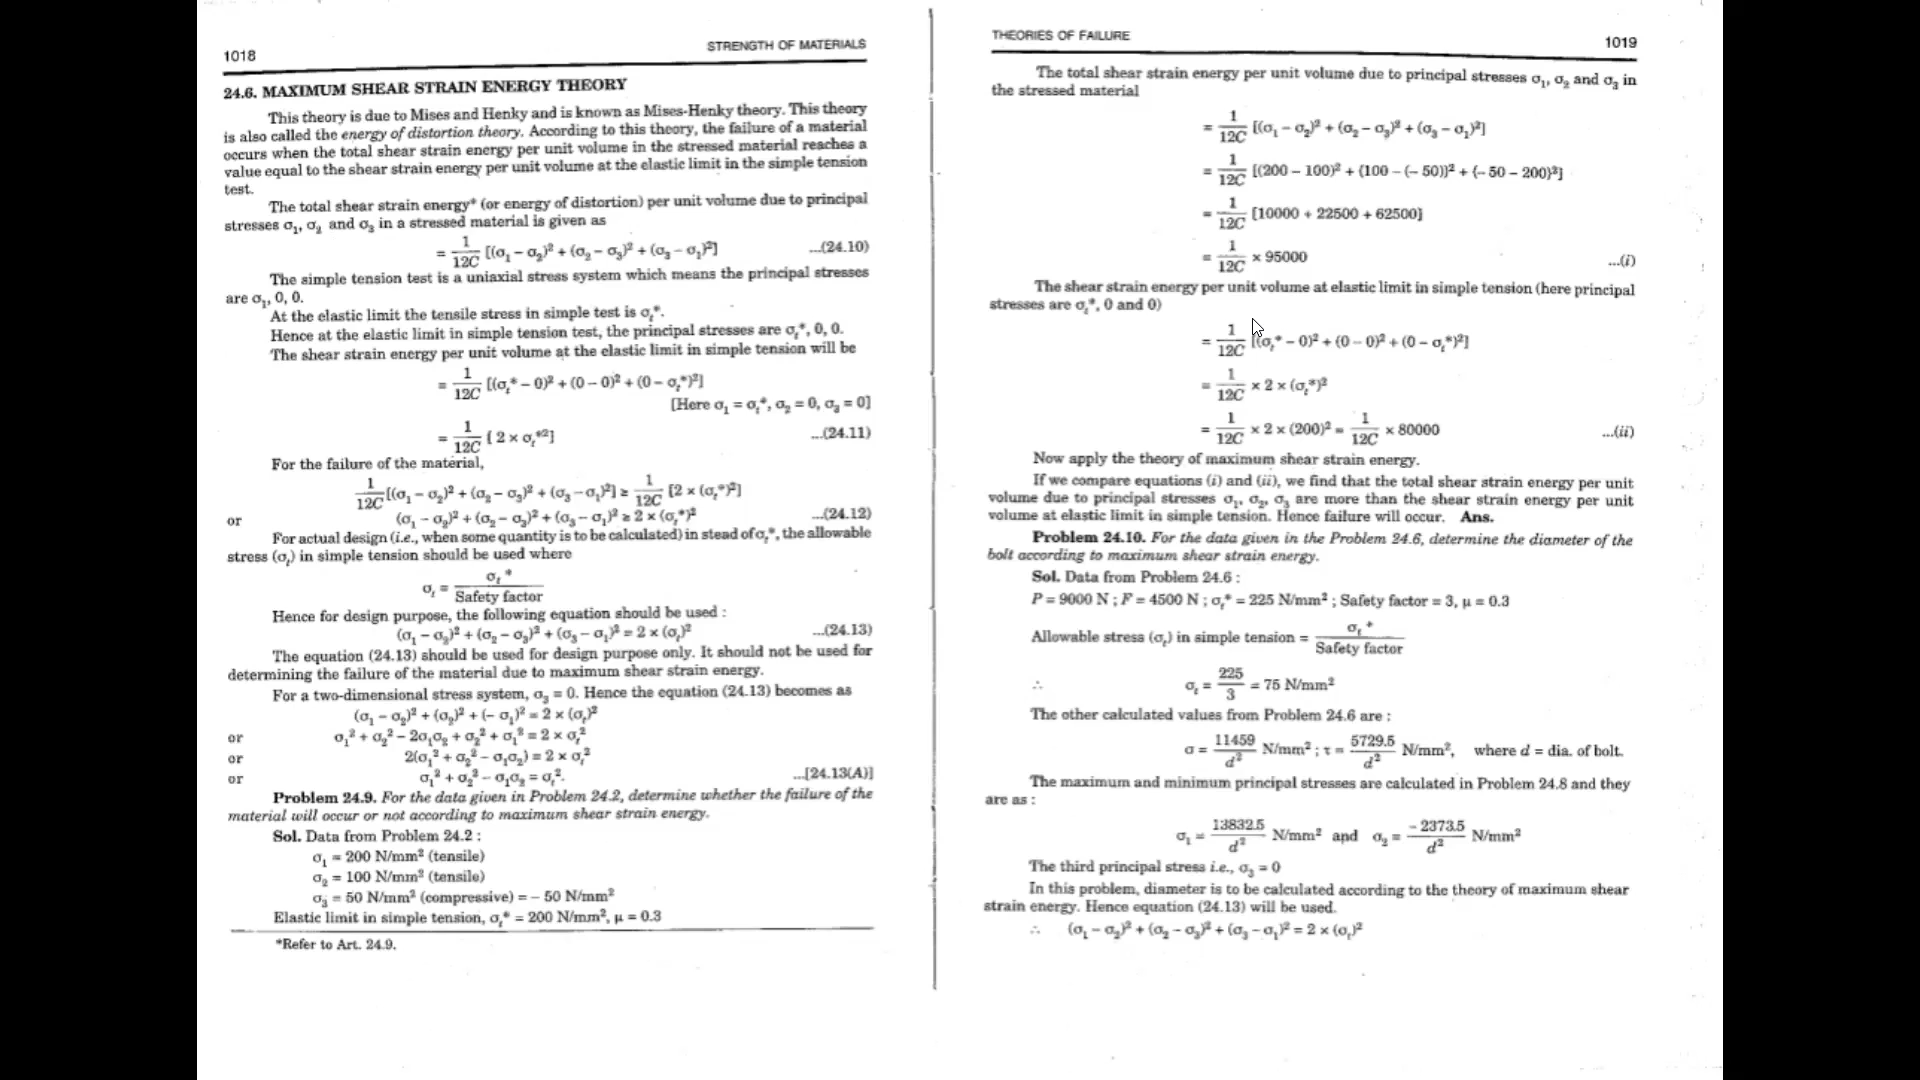 1018
STRENGTH OF MATERIALS
24.6. MAXIMUM SHEAR STRAIN ENERGY THEORY
This theory is due to Mises and Henky and is known as Mises-Henky theory. This theory
is also called the energy of distortion theory. According to this theory, the failure of a material
occurs when the total shear strain energy per unit volume in the stressed material reaches a
value equal to the shear strain energy per unit volume at the elastic limit in the simple tension
test.
The total shear strain energy* (or energy of distortion) per unit volume due to principal
stresses σ₁, σ₂ and σ₃ in a stressed material is given as
= 1/12C [(σ₁ – σ₂)² + (σ₂ – σ₃)² + (σ₃ – σ₁)²] ...(24.10)
The simple tension test is a uniaxial stress system which means the principal stresses
are σ₁, 0, 0.
At the elastic limit the tensile stress in simple test is σₜ*.
Hence at the elastic limit in simple tension test, the principal stresses are σₜ*, 0, 0.
The shear strain energy per unit volume at the elastic limit in simple tension will be
= 1/12C [(σₜ* – 0)² + (0 – 0)² + (0 – σₜ*)²]
[Here σ₁ = σₜ*, σ₂ = 0, σ₃ = 0]
= 1/12C [ 2 × σₜ*²] ...(24.11)
For the failure of the material,
1/12C [(σ₁ – σ₂)² + (σ₂ – σ₃)² + (σ₃ – σ₁)²] ≥ 1/12C [2 × (σₜ*)²]
or (σ₁ – σ₂)² + (σ₂ – σ₃)² + (σ₃ – σ₁)² ≥ 2 × (σₜ*)² ...(24.12)
For actual design (i.e., when some quantity is to be calculated) in stead of σₜ*, the allowable
stress (σₜ) in simple tension should be used where
σₜ = σₜ* / Safety factor
Hence for design purpose, the following equation should be used :
(σ₁ – σ₂)² + (σ₂ – σ₃)² + (σ₃ – σ₁)² = 2 × (σₜ)² ...(24.13)
The equation (24.13) should be used for design purpose only. It should not be used for
determining the failure of the material due to maximum shear strain energy.
For a two-dimensional stress system, σ₃ = 0. Hence the equation (24.13) becomes as
(σ₁ – σ₂)² + (σ₂)² + (– σ₁)² = 2 × (σₜ)²
or σ₁² + σ₂² – 2σ₁σ₂ + σ₂² + σ₁² = 2 × σₜ²
or 2(σ₁² + σ₂² – σ₁σ₂) = 2 × σₜ²
or σ₁² + σ₂² – σ₁σ₂ = σₜ². ...[24.13(A)]
Problem 24.9. For the data given in Problem 24.2, determine whether the failure of the
material will occur or not according to maximum shear strain energy.
Sol. Data from Problem 24.2 :
σ₁ = 200 N/mm² (tensile)
σ₂ = 100 N/mm² (tensile)
σ₃ = 50 N/mm² (compressive) = – 50 N/mm²
Elastic limit in simple tension, σₜ* = 200 N/mm², μ = 0.3
*Refer to Art. 24.9.
THEORIES OF FAILURE
1019
The total shear strain energy per unit volume due to principal stresses σ₁, σ₂ and σ₃ in
the stressed material
= 1/12C [(σ₁ – σ₂)² + (σ₂ – σ₃)² + (σ₃ – σ₁)²]
= 1/12C [(200 – 100)² + (100 – (– 50))² + (– 50 – 200)²]
= 1/12C [10000 + 22500 + 62500]
= 1/12C × 95000 ...(i)
The shear strain energy per unit volume at elastic limit in simple tension (here principal
stresses are σₜ*, 0 and 0)
= 1/12C [(σₜ* – 0)² + (0 – 0)² + (0 – σₜ*)²]
= 1/12C × 2 × (σₜ*)²
= 1/12C × 2 × (200)² = 1/12C × 80000 ...(ii)
Now apply the theory of maximum shear strain energy.
If we compare equations (i) and (ii), we find that the total shear strain energy per unit
volume due to principal stresses σ₁, σ₂, σ₃ are more than the shear strain energy per unit
volume at elastic limit in simple tension. Hence failure will occur. Ans.
Problem 24.10. For the data given in the Problem 24.6, determine the diameter of the
bolt according to maximum shear strain energy.
Sol. Data from Problem 24.6 :
P = 9000 N ; F = 4500 N ; σₜ* = 225 N/mm² ; Safety factor = 3, μ = 0.3
Allowable stress (σₜ) in simple tension = σₜ* / Safety factor
∴ σₜ = 225/3 = 75 N/mm²
The other calculated values from Problem 24.6 are :
σ = 11459/d² N/mm² ; τ = 5729.5/d² N/mm², where d = dia. of bolt.
The maximum and minimum principal stresses are calculated in Problem 24.8 and they
are as :
σ₁ = 13832.5/d² N/mm² and σ₂ = – 2373.5/d² N/mm²
The third principal stress i.e., σ₃ = 0
In this problem, diameter is to be calculated according to the theory of maximum shear
strain energy. Hence equation (24.13) will be used.
∴ (σ₁ – σ₂)² + (σ₂ – σ₃)² + (σ₃ – σ₁)² = 2 × (σₜ)²